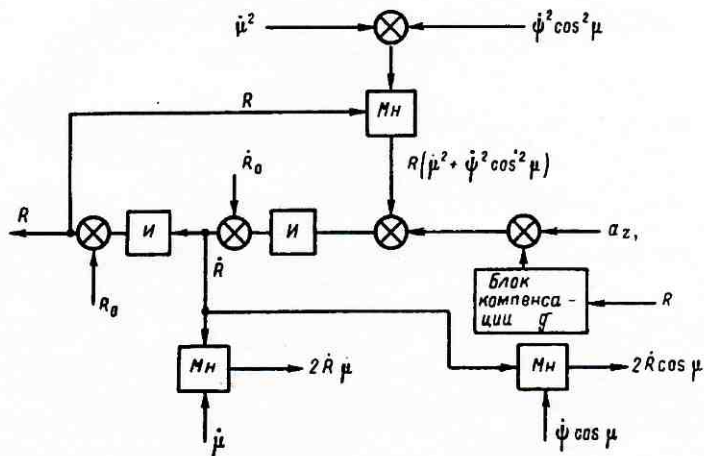 μ̇²
ψ̇² cos² μ
R
Мн
Ṙ₀
R(μ̇² + ψ̇² cos² μ)
R
И
И
a_z,
Ṙ
R₀
Блок
компенса-
ции g
R
Мн
2Ṙ μ̇
Мн
2Ṙ cos μ
μ̇
ψ̇ cos μ